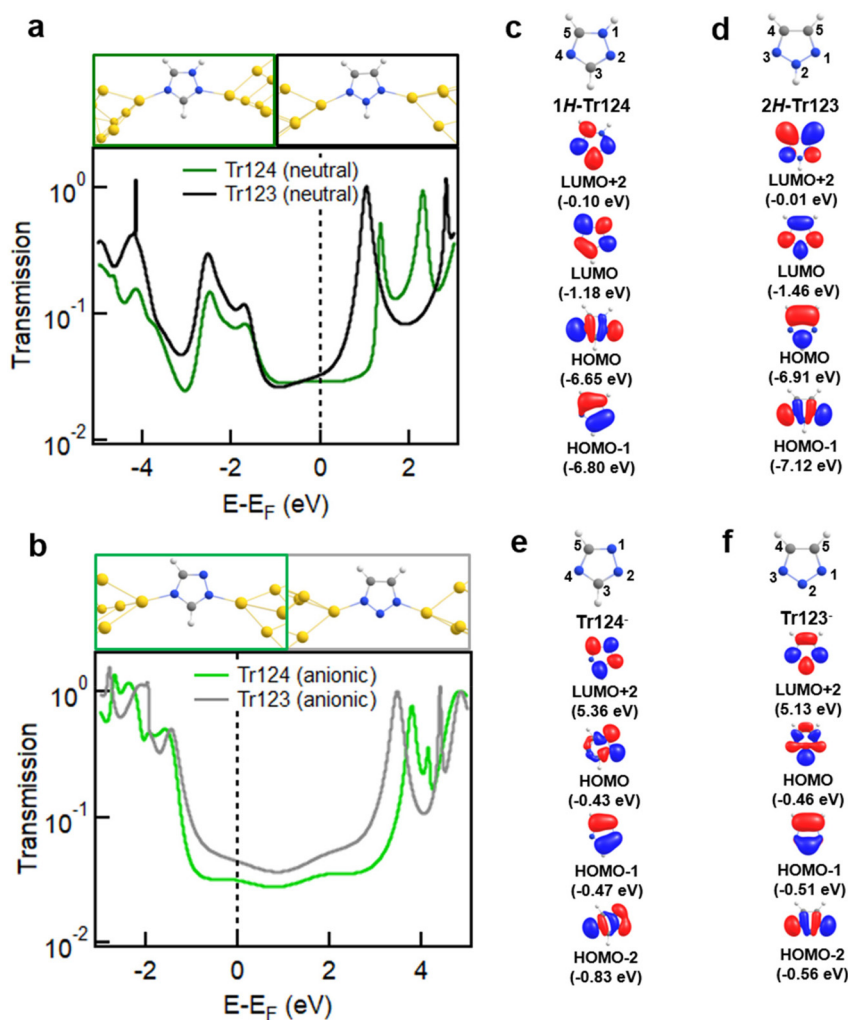 a
Tr124 (neutral)
Tr123 (neutral)
Transmission
10⁰
10⁻¹
10⁻²
-4
-2
0
2
E-E_F (eV)
c
5
1
4
2
3
1H-Tr124
LUMO+2
(-0.10 eV)
LUMO
(-1.18 eV)
HOMO
(-6.65 eV)
HOMO-1
(-6.80 eV)
d
4
5
3
1
2
2H-Tr123
LUMO+2
(-0.01 eV)
LUMO
(-1.46 eV)
HOMO
(-6.91 eV)
HOMO-1
(-7.12 eV)
b
Tr124 (anionic)
Tr123 (anionic)
Transmission
10⁰
10⁻¹
10⁻²
-2
0
2
4
E-E_F (eV)
e
5
1
4
2
3
Tr124⁻
LUMO+2
(5.36 eV)
HOMO
(-0.43 eV)
HOMO-1
(-0.47 eV)
HOMO-2
(-0.83 eV)
f
4
5
3
1
2
Tr123⁻
LUMO+2
(5.13 eV)
HOMO
(-0.46 eV)
HOMO-1
(-0.51 eV)
HOMO-2
(-0.56 eV)